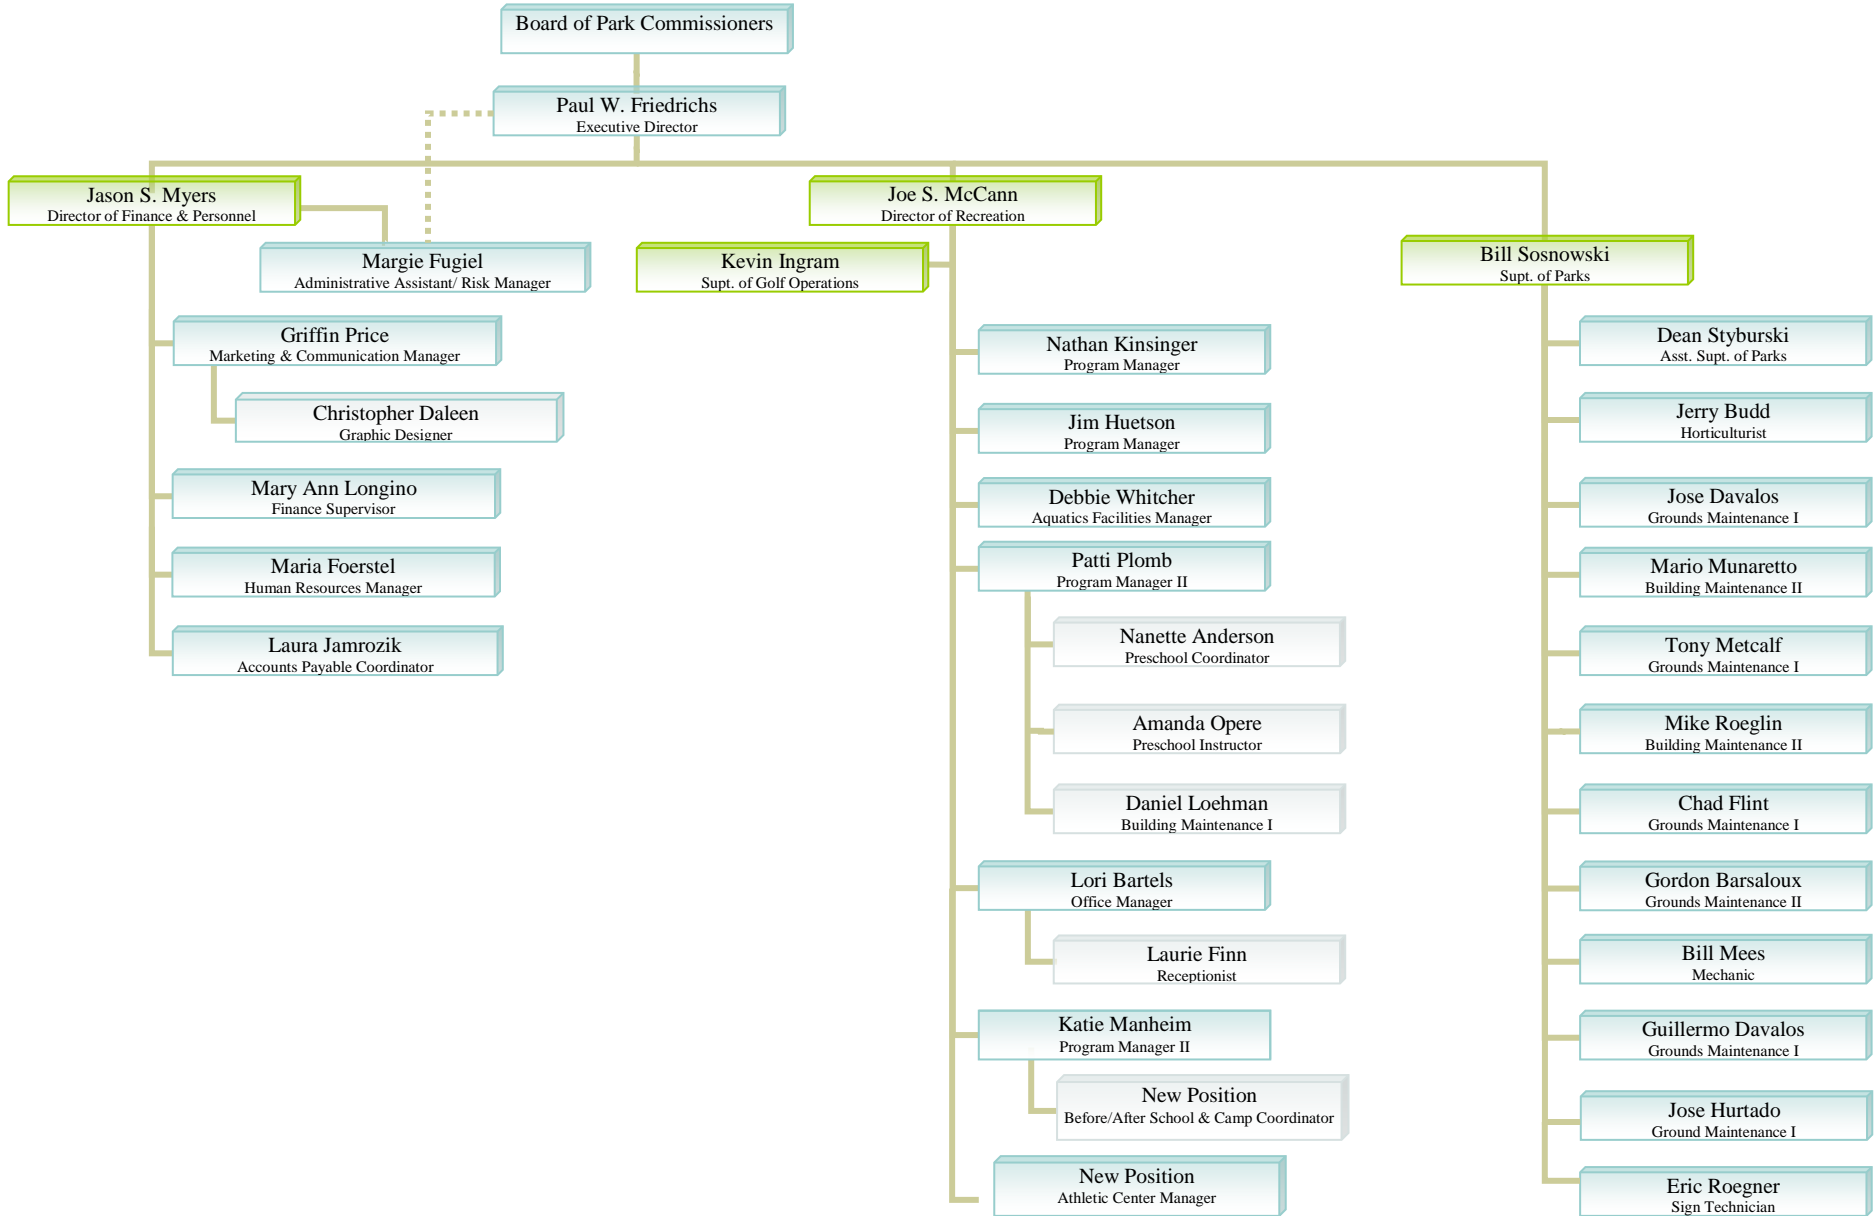 Board of Park Commissioners
Paul W. Friedrichs
Executive Director
Jason S. Myers
Director of Finance & Personnel
Margie Fugiel
Administrative Assistant/ Risk Manager
Griffin Price
Marketing & Communication Manager
Christopher Daleen
Graphic Designer
Mary Ann Longino
Finance Supervisor
Maria Foerstel
Human Resources Manager
Laura Jamrozik
Accounts Payable Coordinator
Joe S. McCann
Director of Recreation
Kevin Ingram
Supt. of Golf Operations
Nathan Kinsinger
Program Manager
Jim Huetson
Program Manager
Debbie Whitcher
Aquatics Facilities Manager
Patti Plomb
Program Manager II
Nanette Anderson
Preschool Coordinator
Amanda Opere
Preschool Instructor
Daniel Loehman
Building Maintenance I
Lori Bartels
Office Manager
Laurie Finn
Receptionist
Katie Manheim
Program Manager II
New Position
Before/After School & Camp Coordinator
New Position
Athletic Center Manager
Bill Sosnowski
Supt. of Parks
Dean Styburski
Asst. Supt. of Parks
Jerry Budd
Horticulturist
Jose Davalos
Grounds Maintenance I
Mario Munaretto
Building Maintenance II
Tony Metcalf
Grounds Maintenance I
Mike Roeglin
Building Maintenance II
Chad Flint
Grounds Maintenance I
Gordon Barsaloux
Grounds Maintenance II
Bill Mees
Mechanic
Guillermo Davalos
Grounds Maintenance I
Jose Hurtado
Ground Maintenance I
Eric Roegner
Sign Technician